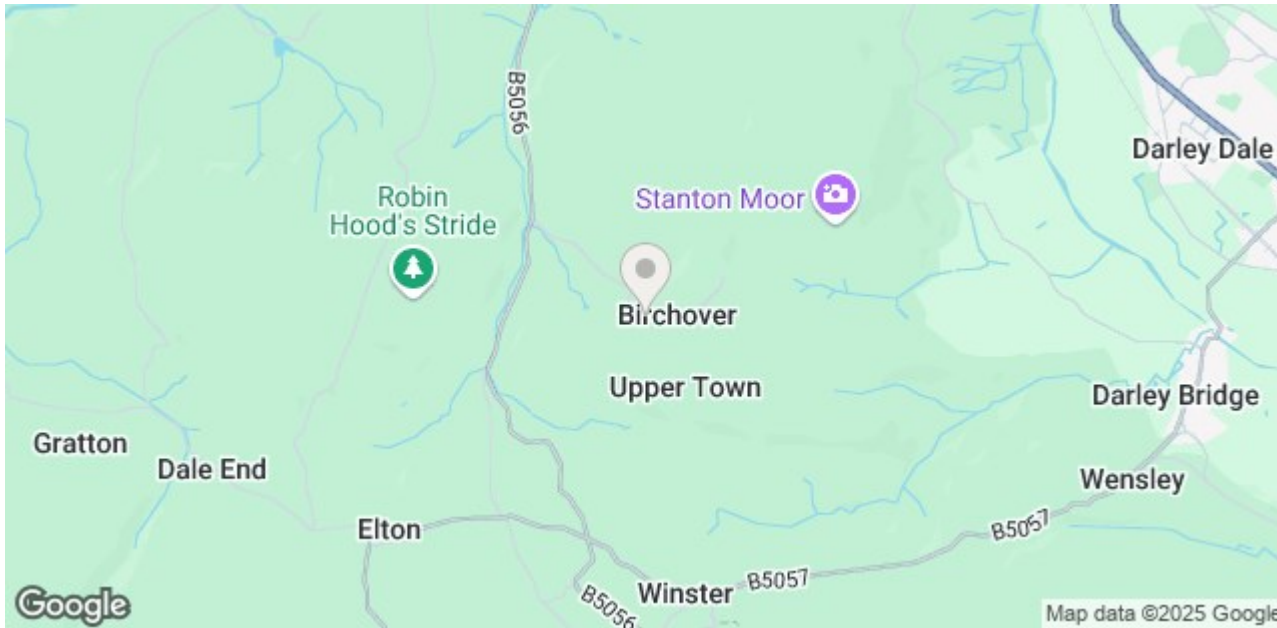 B5056
Darley Dale
Robin
Hood's Stride
Stanton Moor
Birchover
Upper Town
Darley Bridge
Gratton
Dale End
Wensley
Elton
B5057
B5057
Winster
B5056
Google
Map data ©2025 Google